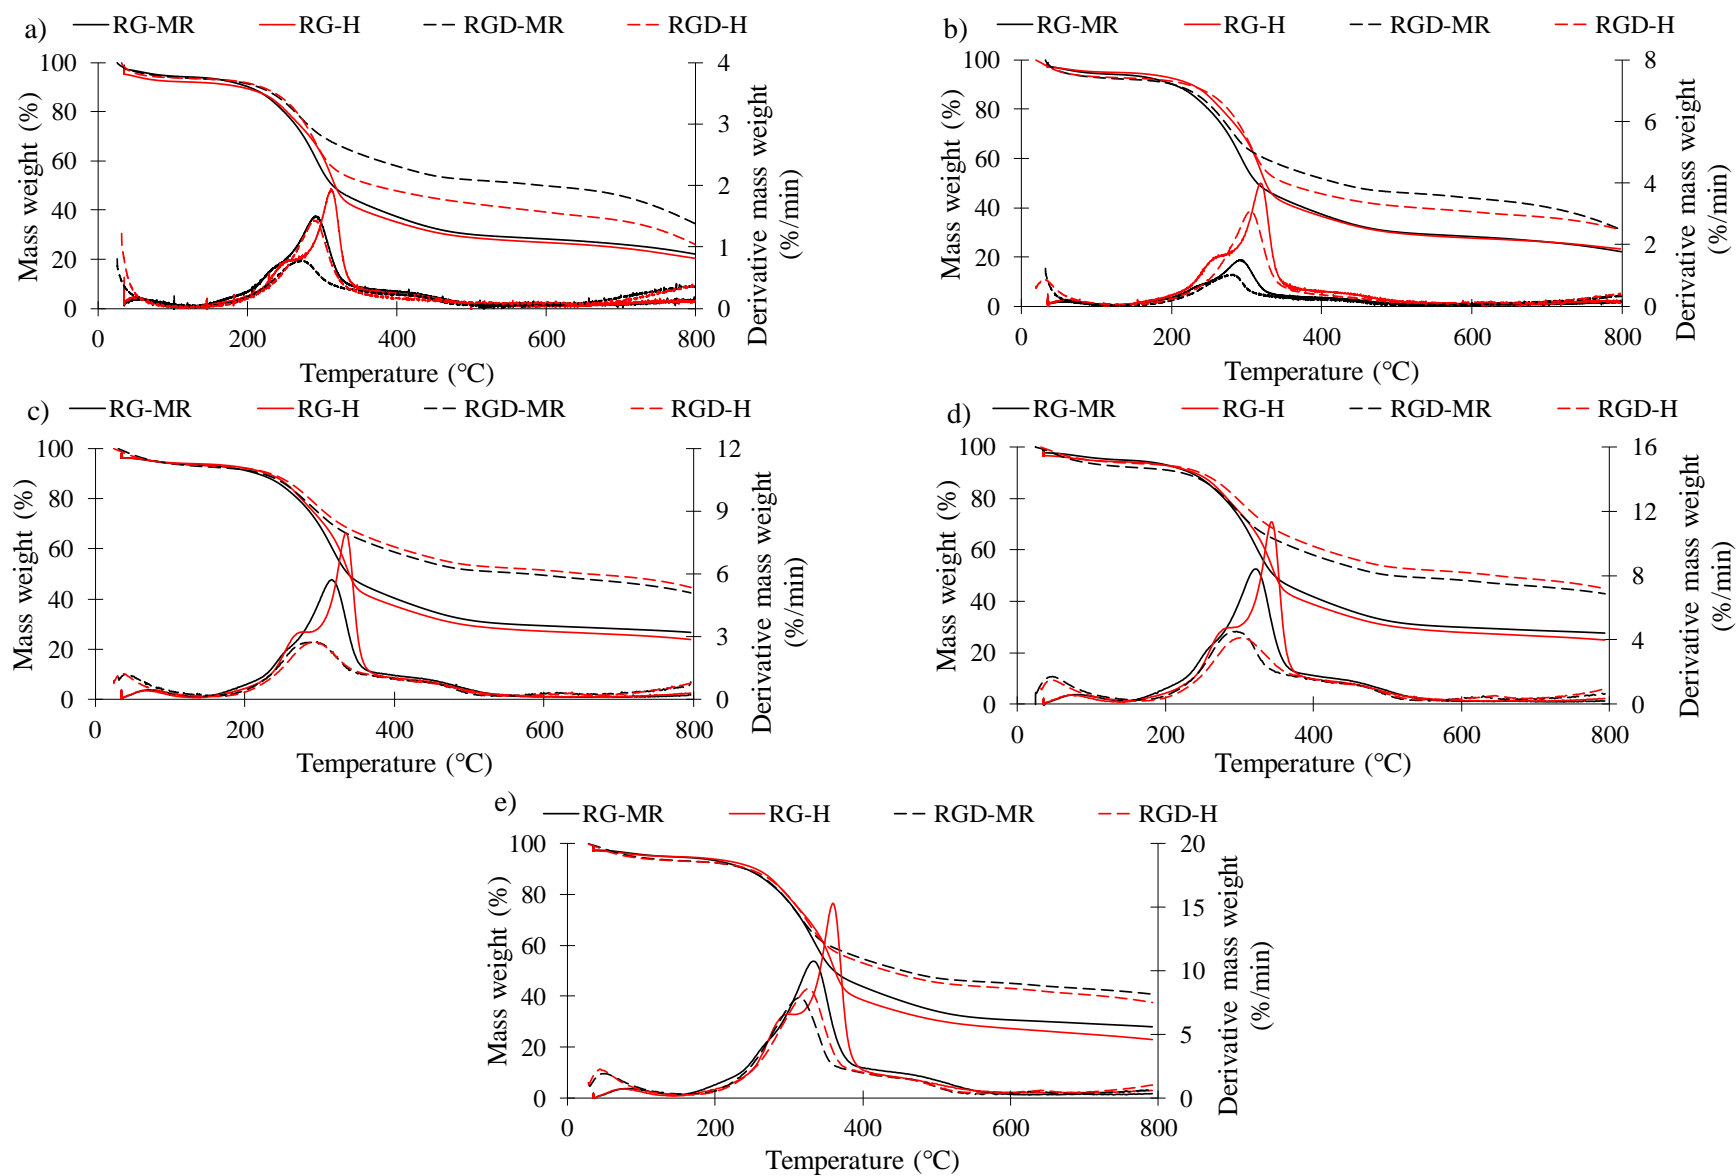 a) RG-MR RG-H RGD-MR RGD-H
100
80
60
40
20
0
Mass weight (%)
4
3
2
1
0
Derivative mass weight
(%/min)
0 200 400 600 800
Temperature (°C)
b) RG-MR RG-H RGD-MR RGD-H
100
80
60
40
20
0
Mass weight (%)
8
6
4
2
0
Derivative mass weight
(%/min)
0 200 400 600 800
Temperature (°C)
c) RG-MR RG-H RGD-MR RGD-H
100
80
60
40
20
0
Mass weight (%)
12
9
6
3
0
Derivative mass weight
(%/min)
0 200 400 600 800
Temperature (°C)
d) RG-MR RG-H RGD-MR RGD-H
100
80
60
40
20
0
Mass weight (%)
16
12
8
4
0
Derivative mass weight
(%/min)
0 200 400 600 800
Temperature (°C)
e) RG-MR RG-H RGD-MR RGD-H
100
80
60
40
20
0
Mass weight (%)
20
15
10
5
0
Derivative mass weight
(%/min)
0 200 400 600 800
Temperature (°C)